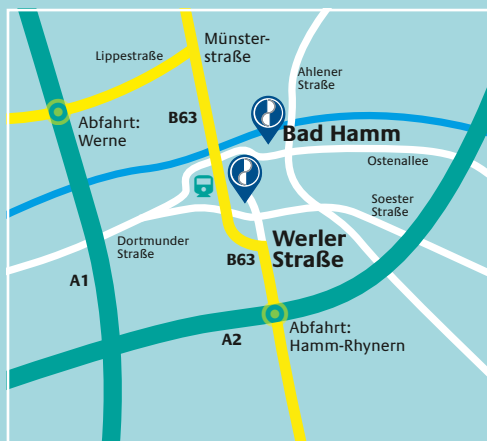 Münster-
straße
Lippestraße
Ahlener
Straße
B63
Abfahrt:
Werne
Bad Hamm
Ostenallee
Soester
Straße
Dortmunder
Straße
Werler
Straße
B63
A1
A2
Abfahrt:
Hamm-Rhynern